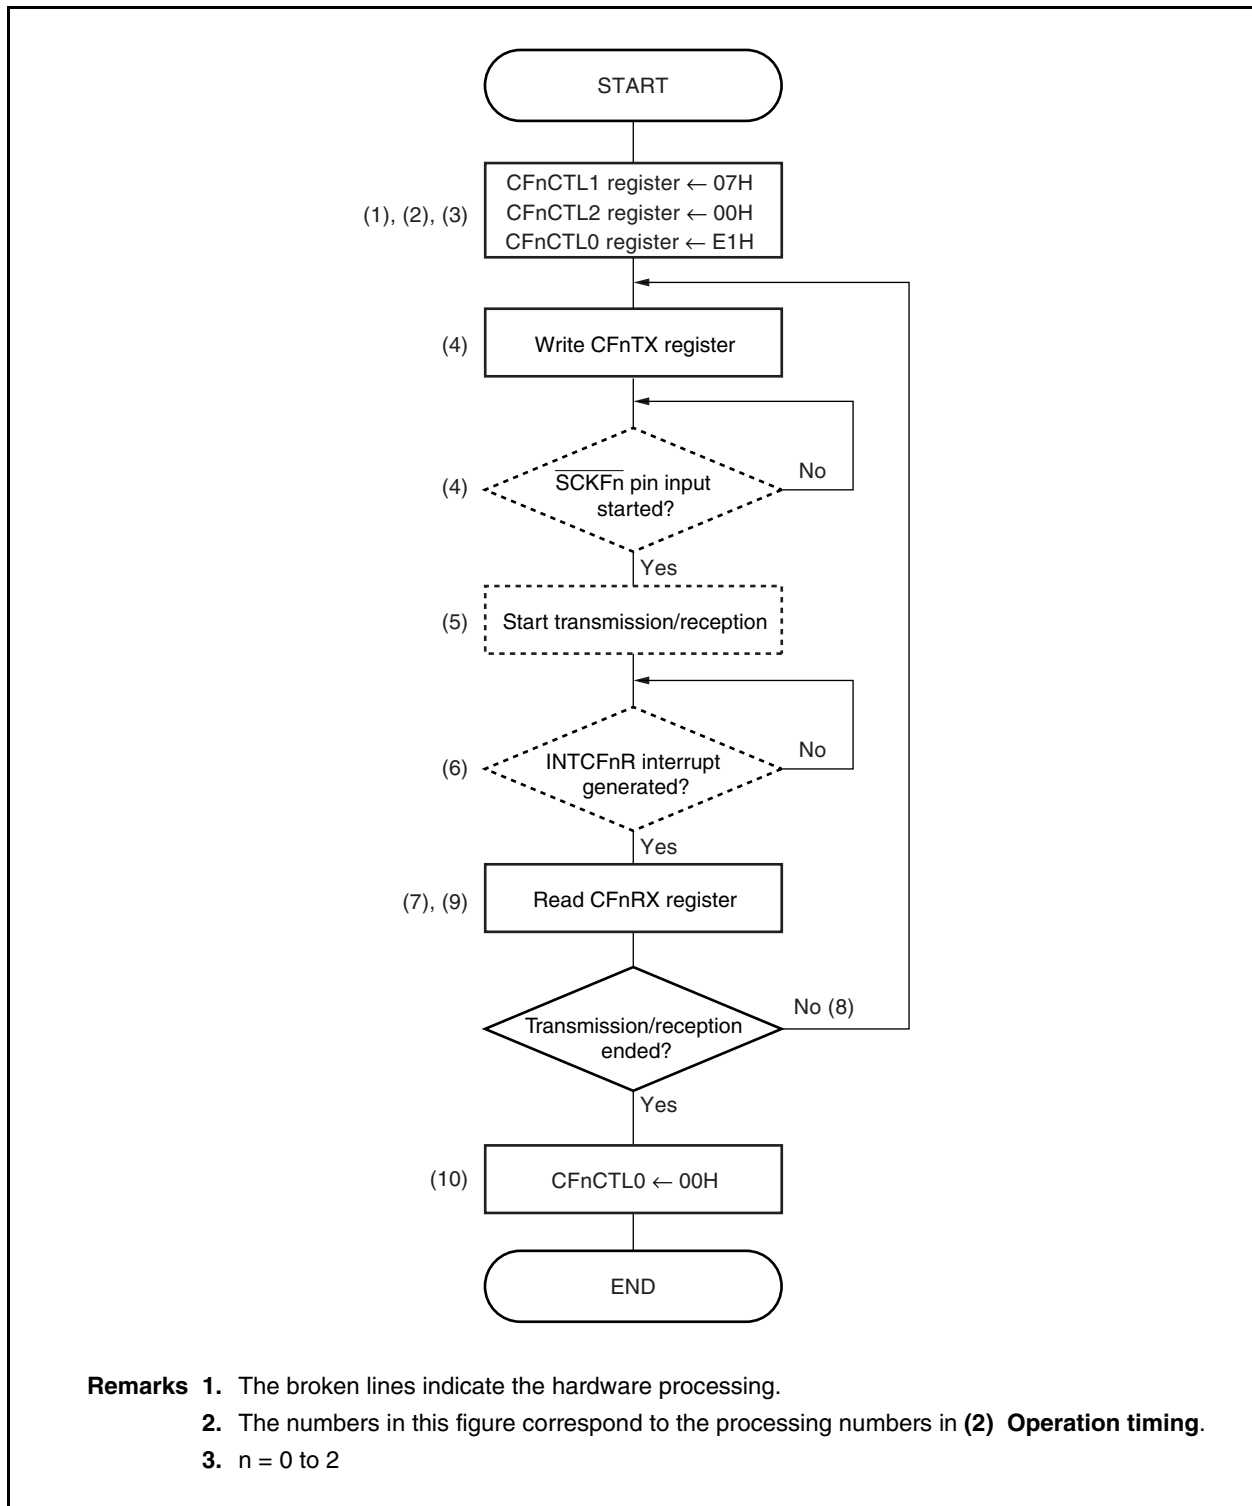 START
(1), (2), (3)
CFnCTL1 register ← 07H
CFnCTL2 register ← 00H
CFnCTL0 register ← E1H
(4)
Write CFnTX register
(4)
SCKFn pin input
started?
No
Yes
(5)
Start transmission/reception
(6)
INTCFnR interrupt
generated?
No
Yes
(7), (9)
Read CFnRX register
Transmission/reception
ended?
No (8)
Yes
(10)
CFnCTL0 ← 00H
END
Remarks 1. The broken lines indicate the hardware processing.
2. The numbers in this figure correspond to the processing numbers in (2) Operation timing.
3. n = 0 to 2